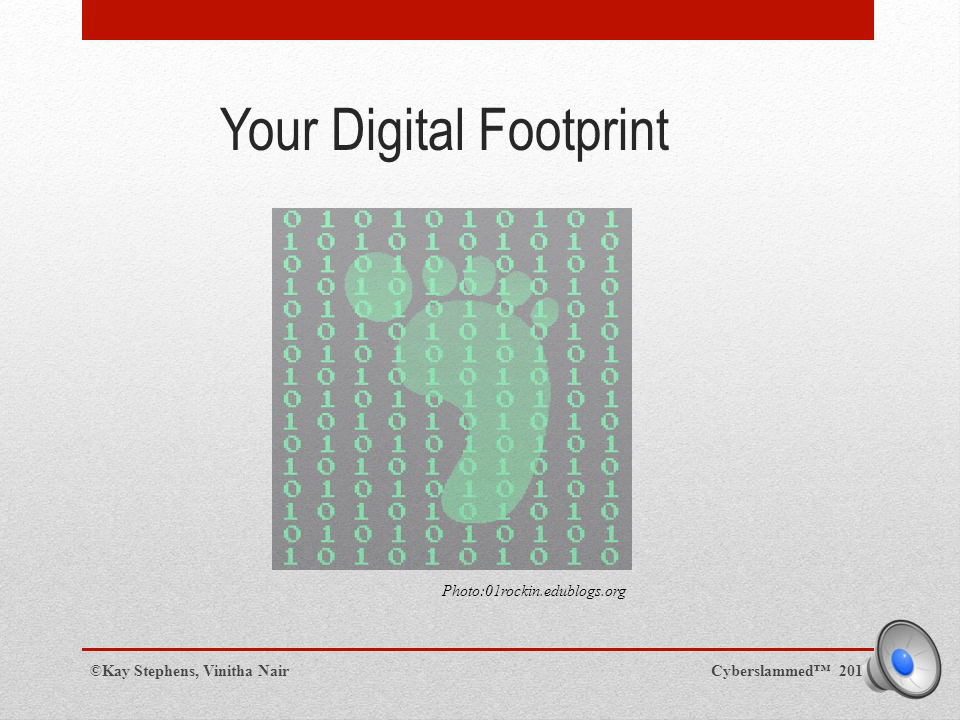 Your Digital Footprint
0 1 0 1 0 1 0 1 0 1
1 0 1 0 1 0 1 0 1 0
0 1 0 1 0 1 0 1 0 1
1 0 1 0 1 0 1 0 1 0
0 1 0 1 0 1 0 1 0 1
1 0 1 0 1 0 1 0 1 0
0 1 0 1 0 1 0 1 0 1
1 0 1 0 1 0 1 0 1 0
0 1 0 1 0 1 0 1 0 1
1 0 1 0 1 0 1 0 1 0
0 1 0 1 0 1 0 1 0 1
1 0 1 0 1 0 1 0 1 0
0 1 0 1 0 1 0 1 0 1
1 0 1 0 1 0 1 0 1 0
0 1 0 1 0 1 0 1 0 1
1 0 1 0 1 0 1 0 1 0
Photo:01rockin.edublogs.org
©Kay Stephens, Vinitha Nair Cyberslammed™ 201